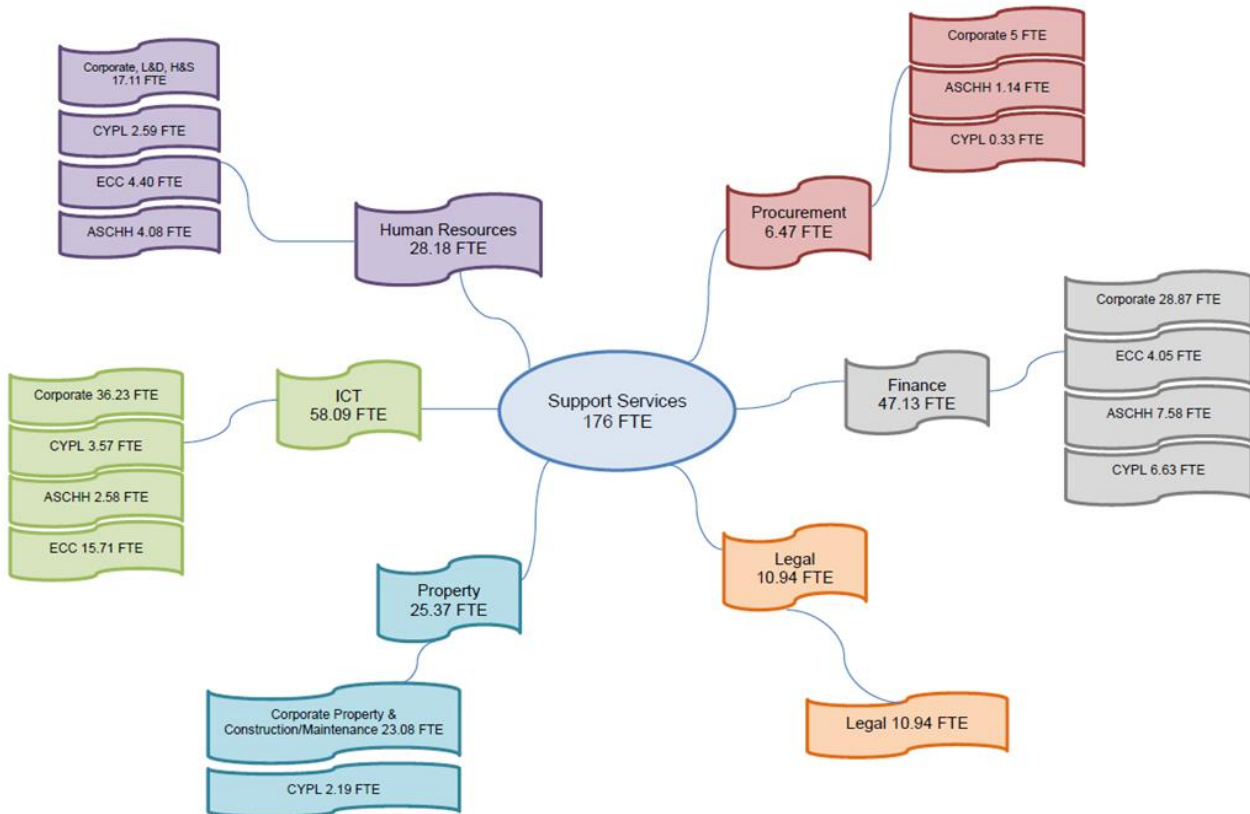 Corporate, L&D, H&S
17.11 FTE
CYPL 2.59 FTE
ECC 4.40 FTE
ASCHH 4.08 FTE
Human Resources
28.18 FTE
Corporate 5 FTE
ASCHH 1.14 FTE
CYPL 0.33 FTE
Procurement
6.47 FTE
Corporate 28.87 FTE
ECC 4.05 FTE
ASCHH 7.58 FTE
CYPL 6.63 FTE
Finance
47.13 FTE
Support Services
176 FTE
ICT
58.09 FTE
Corporate 36.23 FTE
CYPL 3.57 FTE
ASCHH 2.58 FTE
ECC 15.71 FTE
Property
25.37 FTE
Corporate Property &
Construction/Maintenance 23.08 FTE
CYPL 2.19 FTE
Legal
10.94 FTE
Legal 10.94 FTE